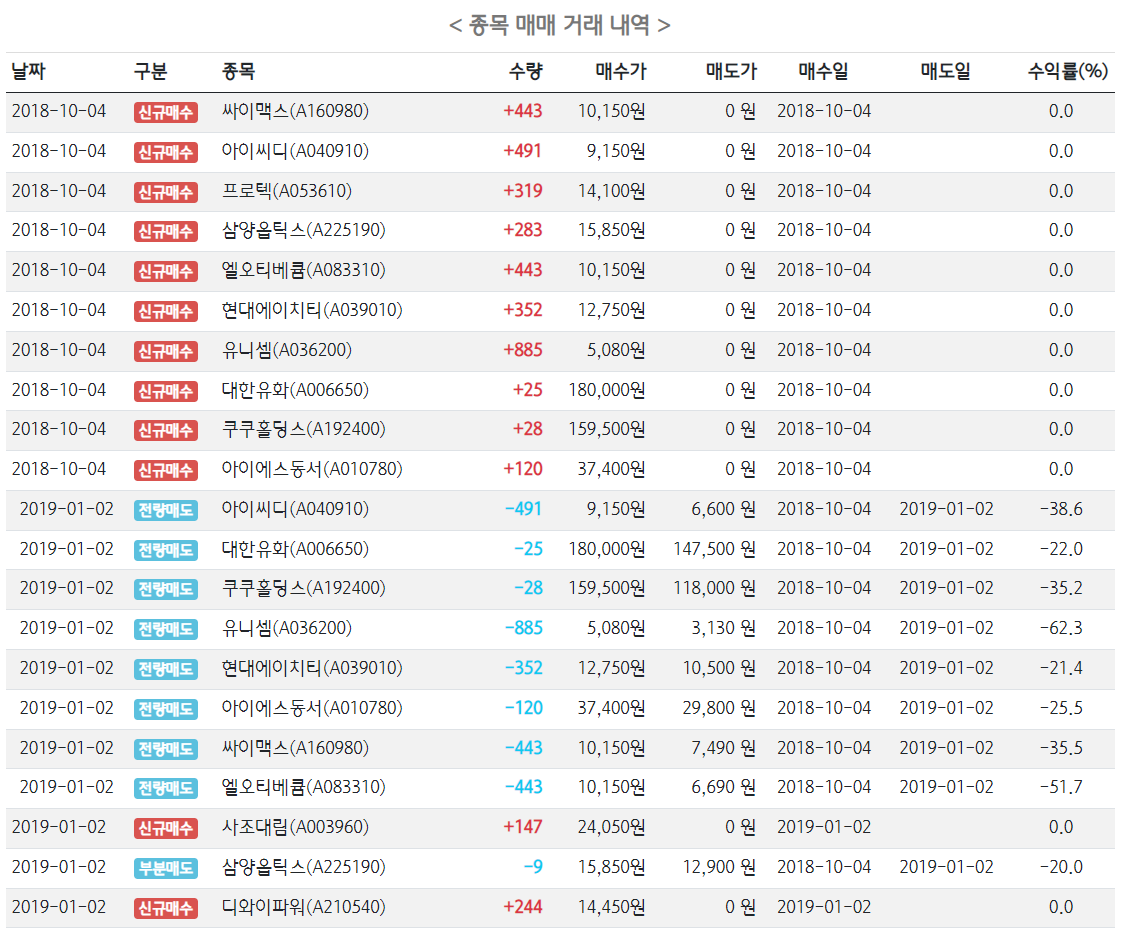 < 종목 매매 거래 내역 >
날짜 구분 종목 수량 매수가 매도가 매수일 매도일 수익률(%)
2018-10-04 신규매수 싸이맥스(A160980) +443 10,150원 0 원 2018-10-04 0.0
2018-10-04 신규매수 아이씨디(A040910) +491 9,150원 0 원 2018-10-04 0.0
2018-10-04 신규매수 프로텍(A053610) +319 14,100원 0 원 2018-10-04 0.0
2018-10-04 신규매수 삼양옵틱스(A225190) +283 15,850원 0 원 2018-10-04 0.0
2018-10-04 신규매수 엘오티베큠(A083310) +443 10,150원 0 원 2018-10-04 0.0
2018-10-04 신규매수 현대에이치티(A039010) +352 12,750원 0 원 2018-10-04 0.0
2018-10-04 신규매수 유니셈(A036200) +885 5,080원 0 원 2018-10-04 0.0
2018-10-04 신규매수 대한유화(A006650) +25 180,000원 0 원 2018-10-04 0.0
2018-10-04 신규매수 쿠쿠홀딩스(A192400) +28 159,500원 0 원 2018-10-04 0.0
2018-10-04 신규매수 아이에스동서(A010780) +120 37,400원 0 원 2018-10-04 0.0
2019-01-02 전량매도 아이씨디(A040910) -491 9,150원 6,600 원 2018-10-04 2019-01-02 -38.6
2019-01-02 전량매도 대한유화(A006650) -25 180,000원 147,500 원 2018-10-04 2019-01-02 -22.0
2019-01-02 전량매도 쿠쿠홀딩스(A192400) -28 159,500원 118,000 원 2018-10-04 2019-01-02 -35.2
2019-01-02 전량매도 유니셈(A036200) -885 5,080원 3,130 원 2018-10-04 2019-01-02 -62.3
2019-01-02 전량매도 현대에이치티(A039010) -352 12,750원 10,500 원 2018-10-04 2019-01-02 -21.4
2019-01-02 전량매도 아이에스동서(A010780) -120 37,400원 29,800 원 2018-10-04 2019-01-02 -25.5
2019-01-02 전량매도 싸이맥스(A160980) -443 10,150원 7,490 원 2018-10-04 2019-01-02 -35.5
2019-01-02 전량매도 엘오티베큠(A083310) -443 10,150원 6,690 원 2018-10-04 2019-01-02 -51.7
2019-01-02 신규매수 사조대림(A003960) +147 24,050원 0 원 2019-01-02 0.0
2019-01-02 부분매도 삼양옵틱스(A225190) -9 15,850원 12,900 원 2018-10-04 2019-01-02 -20.0
2019-01-02 신규매수 디와이파워(A210540) +244 14,450원 0 원 2019-01-02 0.0